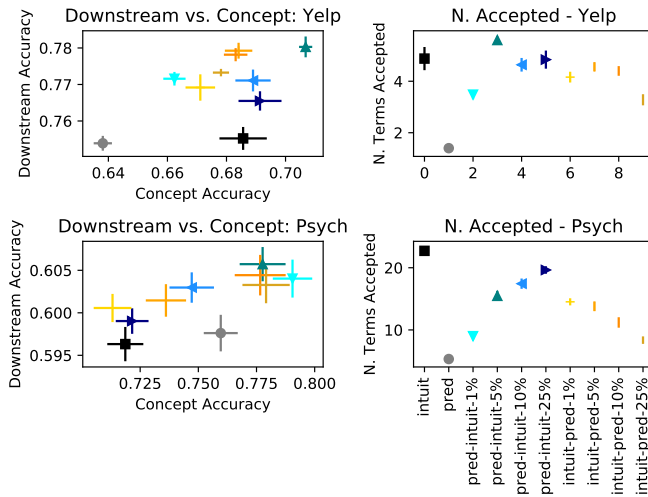 Downstream vs. Concept: Yelp
N. Accepted - Yelp
Downstream Accuracy
0.78
0.77
0.76
0.64
0.66
0.68
0.70
Concept Accuracy
N. Terms Accepted
4
2
0
2
4
6
8
Downstream vs. Concept: Psych
N. Accepted - Psych
Downstream Accuracy
0.605
0.600
0.595
0.725
0.750
0.775
0.800
Concept Accuracy
N. Terms Accepted
20
10
intuit
pred
pred-intuit-1%
pred-intuit-5%
pred-intuit-10%
pred-intuit-25%
intuit-pred-1%
intuit-pred-5%
intuit-pred-10%
intuit-pred-25%